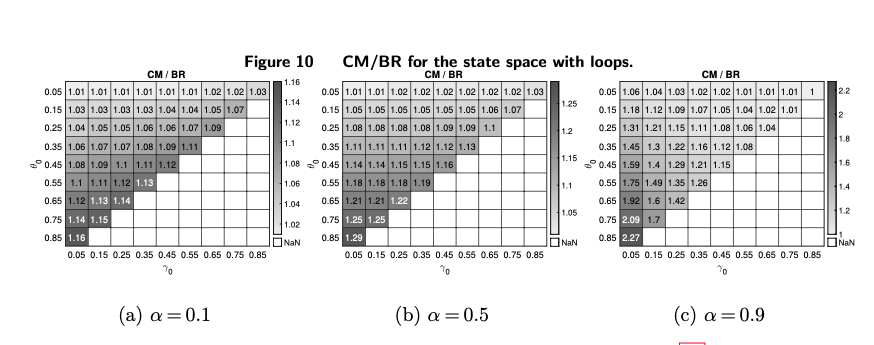 Figure 10 CM/BR for the state space with loops.
CM / BR
0.05 1.01 1.01 1.01 1.01 1.01 1.01 1.02 1.02 1.03
0.15 1.03 1.03 1.03 1.04 1.04 1.05 1.07
0.25 1.04 1.05 1.05 1.06 1.06 1.07 1.09
0.35 1.06 1.07 1.07 1.08 1.09 1.11
0.45 1.08 1.09 1.1 1.11 1.12
0.55 1.1 1.11 1.12 1.13
0.65 1.12 1.13 1.14
0.75 1.14 1.15
0.85 1.16
θ₀
0.05 0.15 0.25 0.35 0.45 0.55 0.65 0.75 0.85
γ₀
1.16
1.14
1.12
1.1
1.08
1.06
1.04
1.02
NaN
(a) α = 0.1
CM / BR
0.05 1.01 1.01 1.01 1.01 1.01 1.02 1.02 1.02 1.03
0.15 1.05 1.05 1.05 1.05 1.05 1.05 1.06 1.07
0.25 1.08 1.08 1.08 1.08 1.09 1.09 1.1
0.35 1.11 1.11 1.11 1.12 1.12 1.13
0.45 1.14 1.14 1.15 1.15 1.16
0.55 1.18 1.18 1.18 1.19
0.65 1.21 1.21 1.22
0.75 1.25 1.25
0.85 1.29
θ₀
0.05 0.15 0.25 0.35 0.45 0.55 0.65 0.75 0.85
γ₀
1.25
1.2
1.15
1.1
1.05
NaN
(b) α = 0.5
CM / BR
0.05 1.06 1.04 1.03 1.02 1.02 1.01 1.01 1.01 1
0.15 1.18 1.12 1.09 1.07 1.05 1.04 1.02 1.01
0.25 1.31 1.21 1.15 1.11 1.08 1.06 1.04
0.35 1.45 1.3 1.22 1.16 1.12 1.08
0.45 1.59 1.4 1.29 1.21 1.15
0.55 1.75 1.49 1.35 1.26
0.65 1.92 1.6 1.42
0.75 2.09 1.7
0.85 2.27
θ₀
0.05 0.15 0.25 0.35 0.45 0.55 0.65 0.75 0.85
γ₀
2.2
2
1.8
1.6
1.4
1.2
1
NaN
(c) α = 0.9